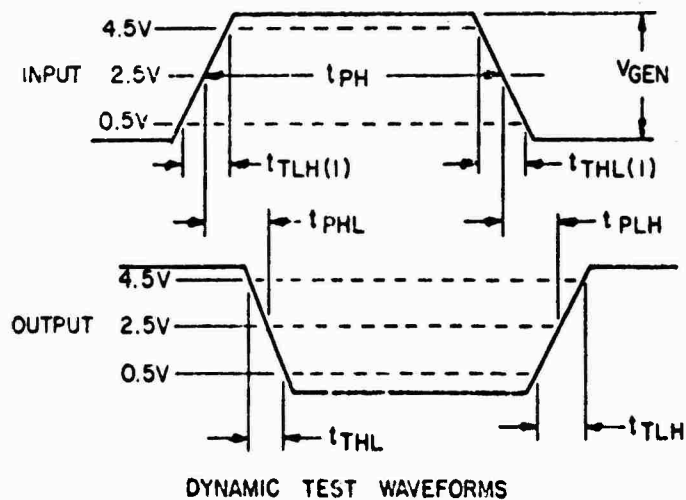 4.5V
INPUT 2.5V
tPH
VGEN
0.5V
tTLH(1)
tTHL(1)
tPHL
tPLH
4.5V
OUTPUT 2.5V
0.5V
tTHL
tTLH
DYNAMIC TEST WAVEFORMS